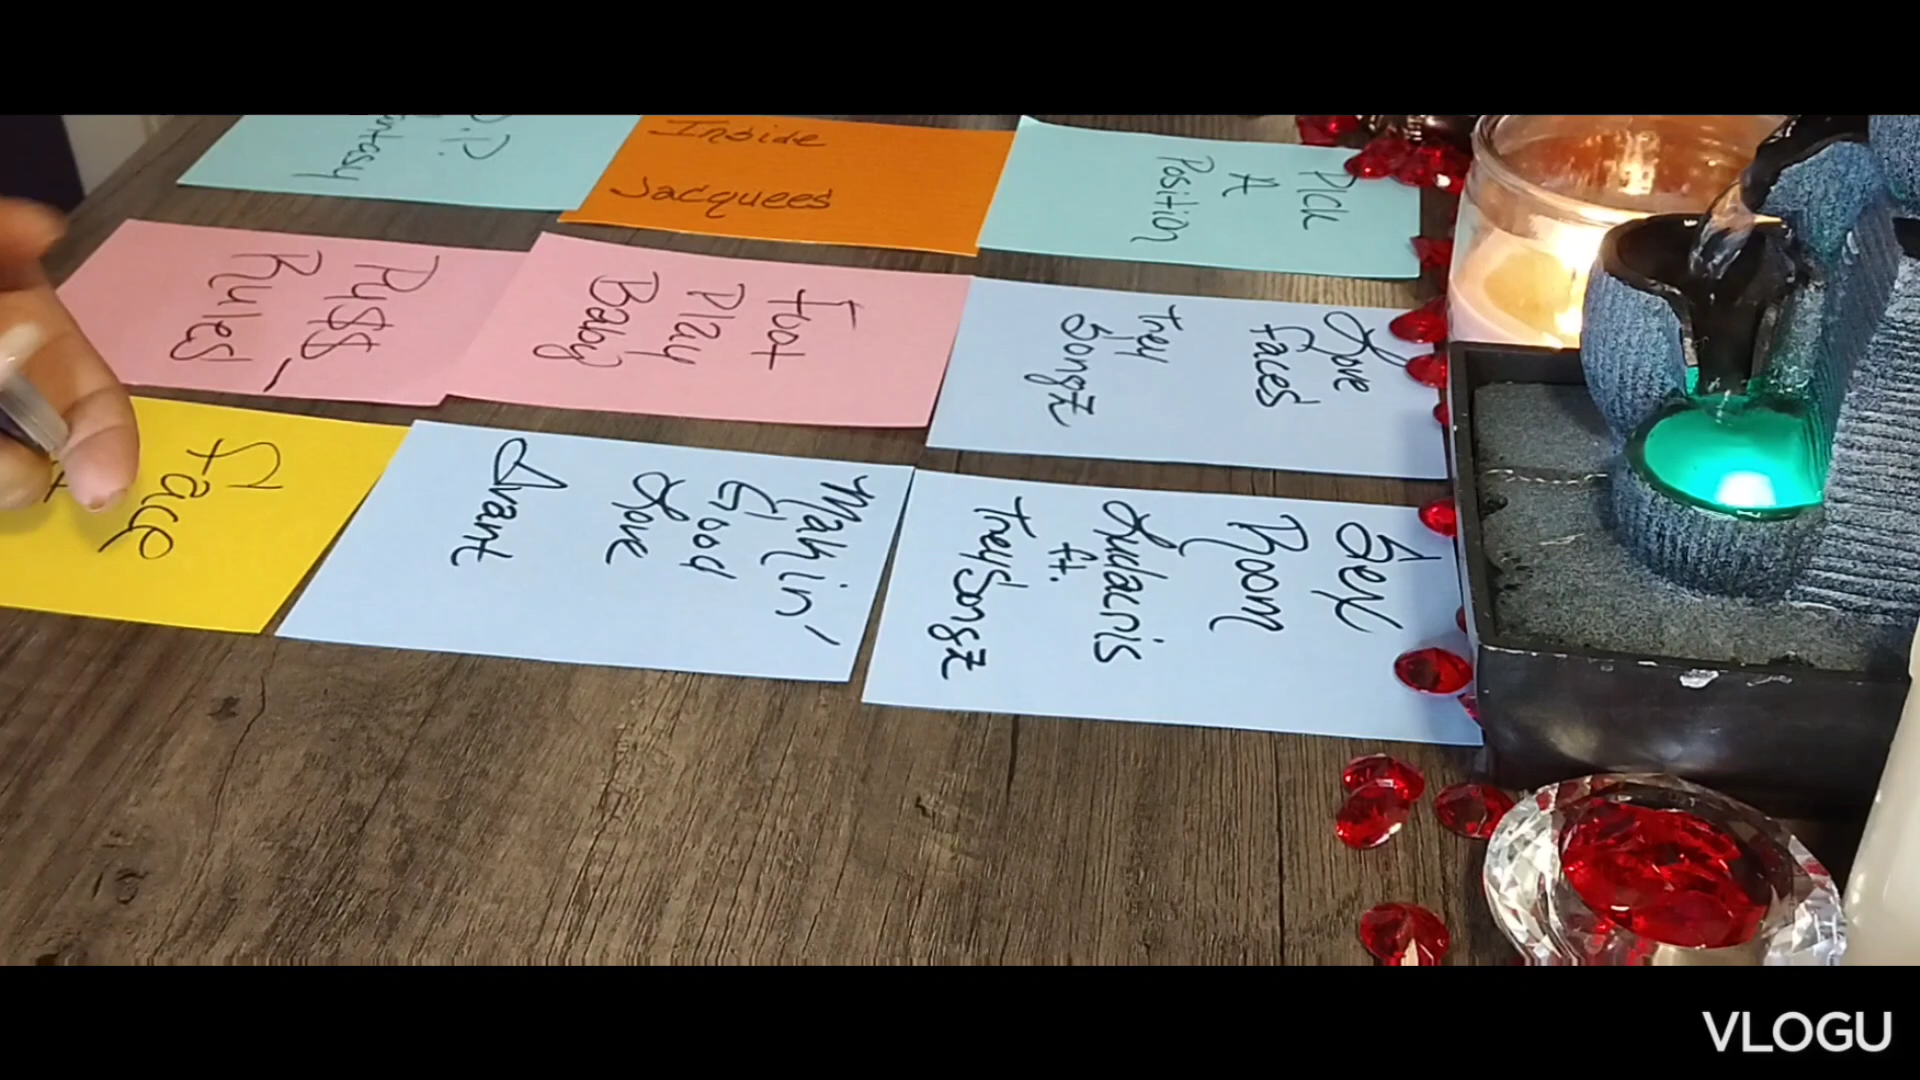 D.P.
Fantasy
Inside
Jacquees
Pick
A
Position
Pu$$-
Rules
Foot
Play
Baby
Love
Faces
Trey
Songz
Face
Makin'
Good
Love
Avant
Sex
Room
Ludacris
ft.
Trey Songz
VLOGU